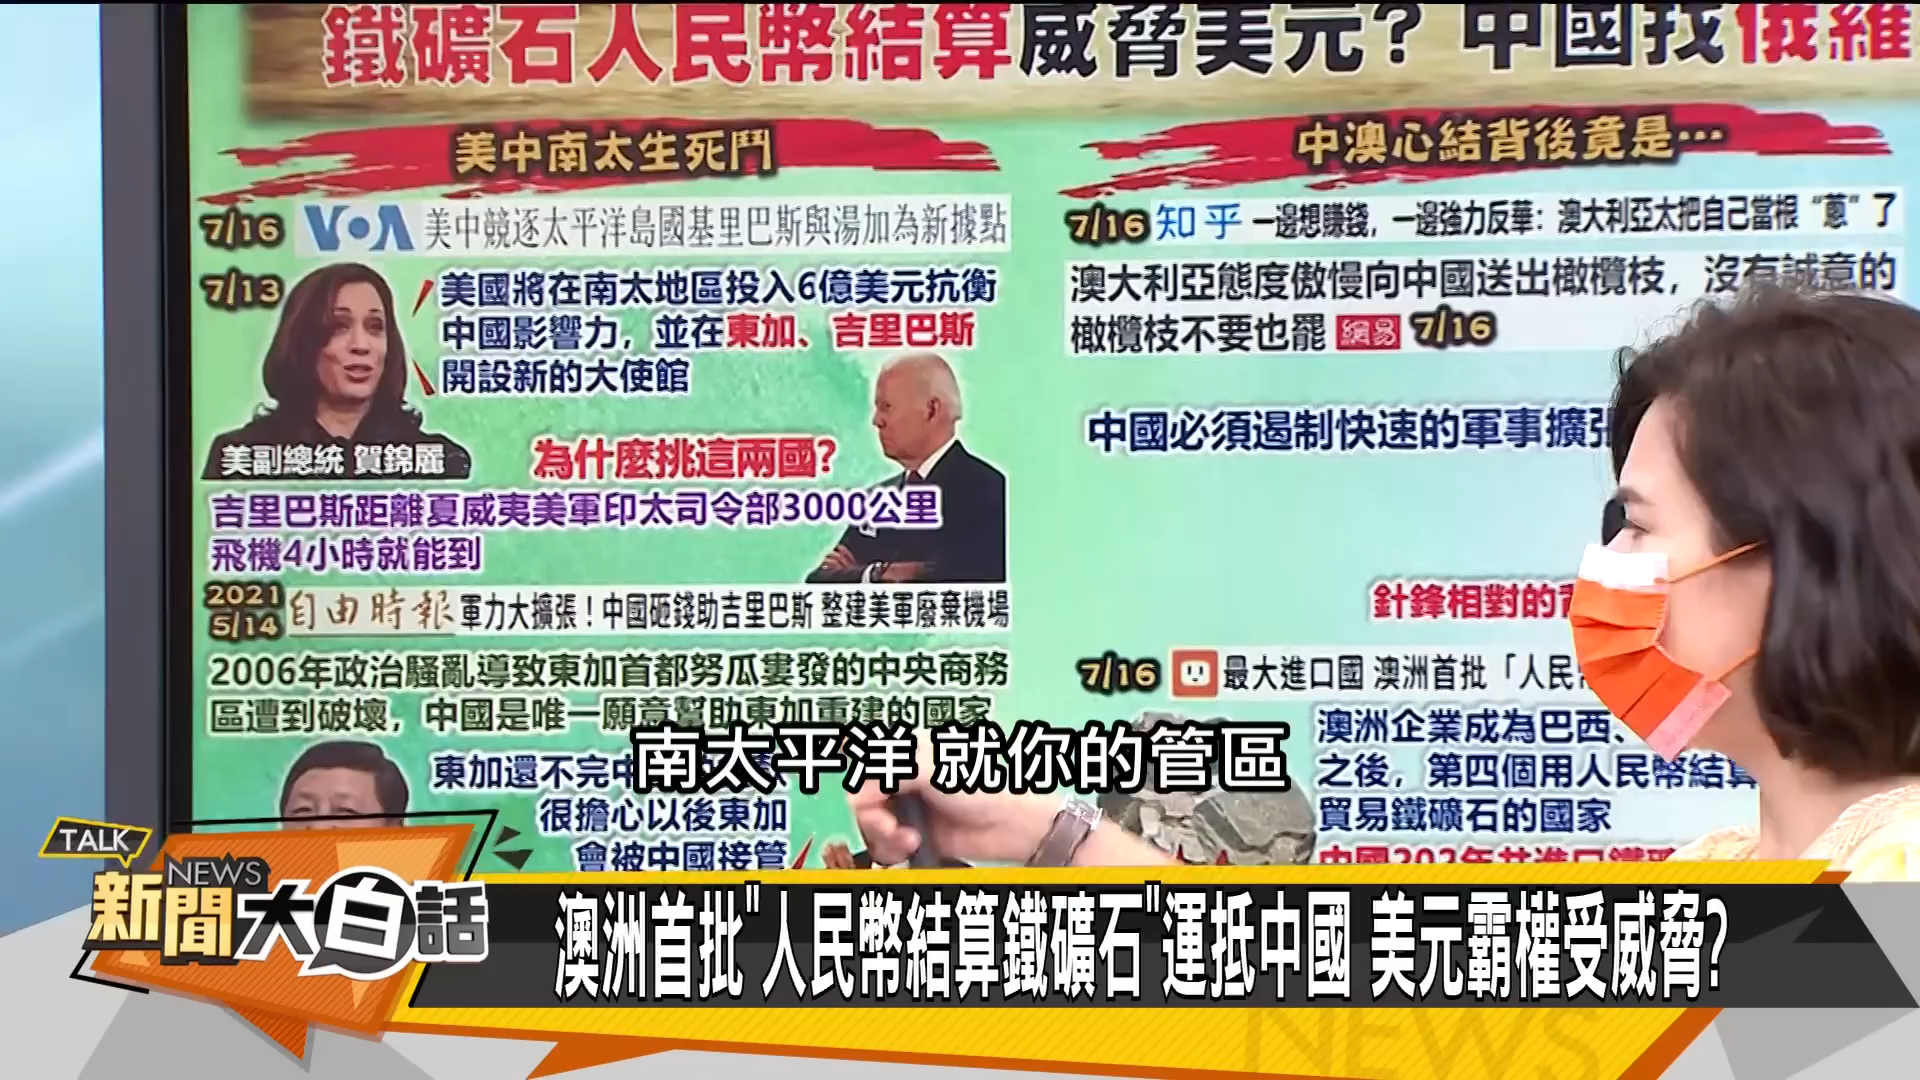 鐵礦石人民幣結算威脅美元?中國找俄羅
美中南太生死鬥
7/16 VOA 美中競逐太平洋島國基里巴斯與湯加為新據點
7/13
美國將在南太地區投入6億美元抗衡
中國影響力，並在東加、吉里巴斯
開設新的大使館
美副總統 賀錦麗
為什麼挑這兩國?
吉里巴斯距離夏威夷美軍印太司令部3000公里
飛機4小時就能到
2021
5/14
自由時報 軍力大擴張!中國砸錢助吉里巴斯 整建美軍廢棄機場
2006年政治騷亂導致東加首都努瓜婁發的中央商務
區遭到破壞，中國是唯一願意幫助東加重建的國家
東加還不完中
很擔心以後東加
會被中國接管
中澳心結背後竟是…
7/16 知乎 一邊想賺錢，一邊強力反華：澳大利亞太把自己當根“蔥”了
澳大利亞態度傲慢向中國送出橄欖枝，沒有誠意的
橄欖枝不要也罷 網易 7/16
中國必須遏制快速的軍事擴張
針鋒相對的
7/16 最大進口國 澳洲首批「人民幣
澳洲企業成為巴西、
之後，第四個用人民幣結算
貿易鐵礦石的國家
南太平洋 就你的管區
TALK
NEWS
新聞大白話
澳洲首批"人民幣結算鐵礦石"運抵中國 美元霸權受威脅?
NEWS